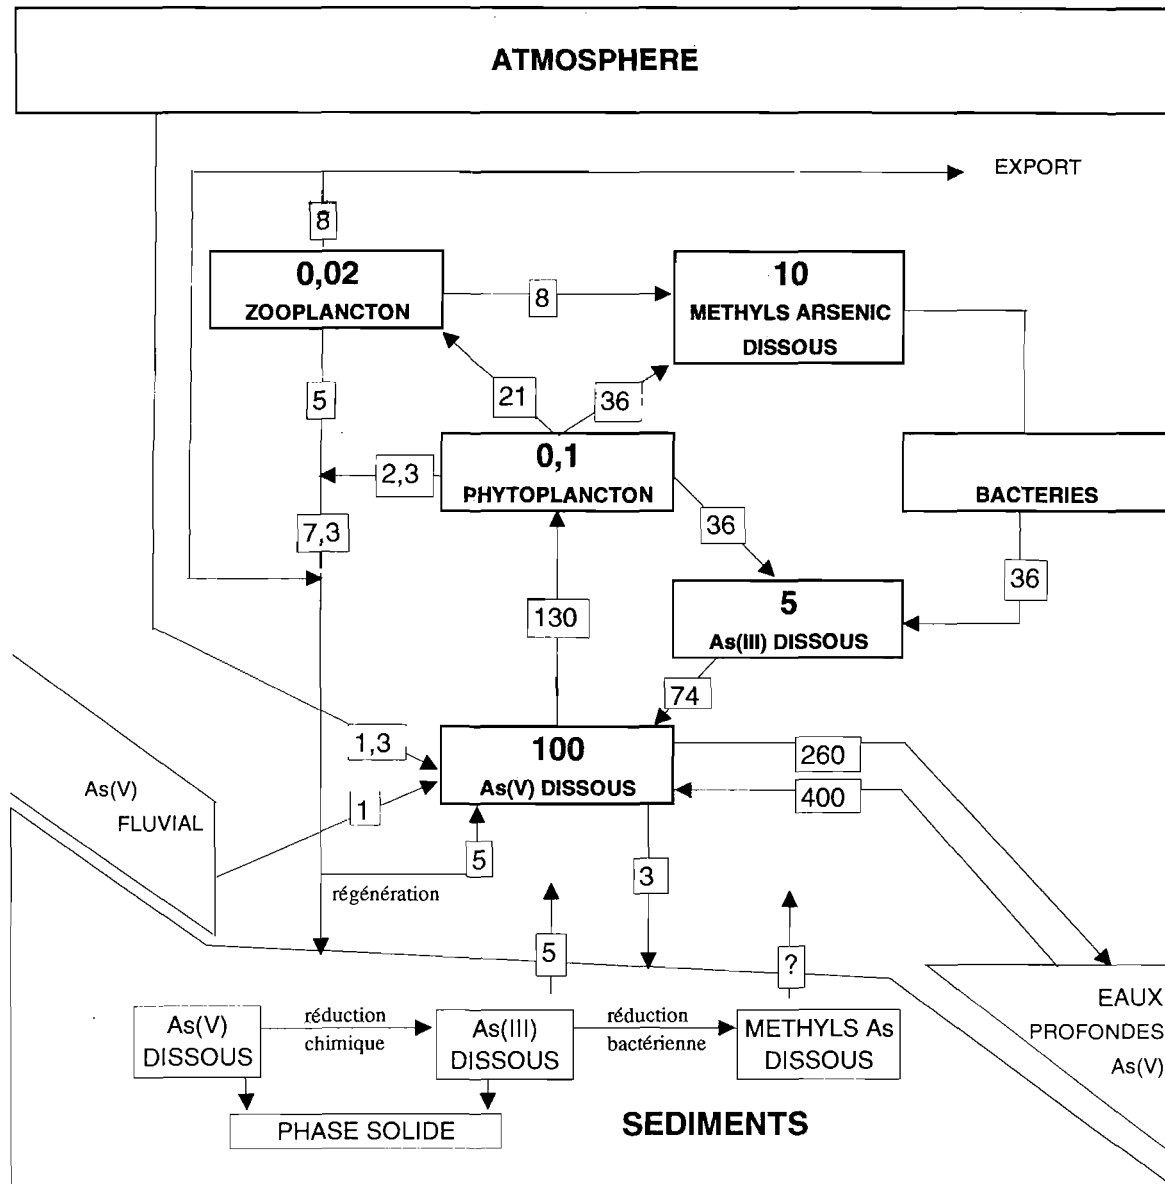 ATMOSPHERE
EXPORT
8
0,02
ZOOPLANCTON
8
10
METHYLS ARSENIC
DISSOUS
5
21
36
2,3
0,1
PHYTOPLANCTON
BACTERIES
7,3
36
36
130
5
As(III) DISSOUS
74
1,3
100
As(V) DISSOUS
260
400
As(V)
FLUVIAL
1
5
3
régénération
5
?
EAUX
PROFONDES
As(V)
As(V)
DISSOUS
réduction
chimique
As(III)
DISSOUS
réduction
bactérienne
METHYLS As
DISSOUS
PHASE SOLIDE
SEDIMENTS